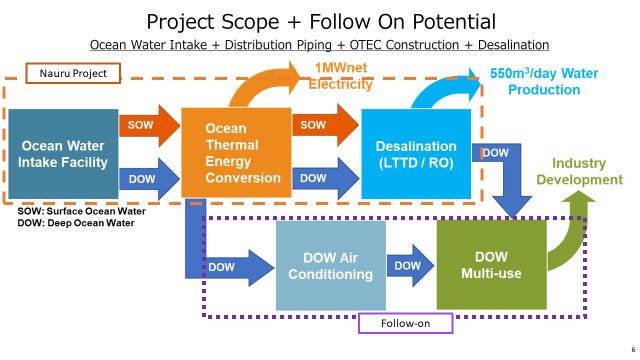 Project Scope + Follow On Potential
Ocean Water Intake + Distribution Piping + OTEC Construction + Desalination
Nauru Project
1MWnet
Electricity
550m³/day Water
Production
Ocean Water
Intake Facility
SOW
DOW
Ocean
Thermal
Energy
Conversion
SOW
DOW
Desalination
(LTTD / RO)
DOW
Industry
Development
SOW: Surface Ocean Water
DOW: Deep Ocean Water
DOW
DOW Air
Conditioning
DOW
DOW
Multi-use
Follow-on
6